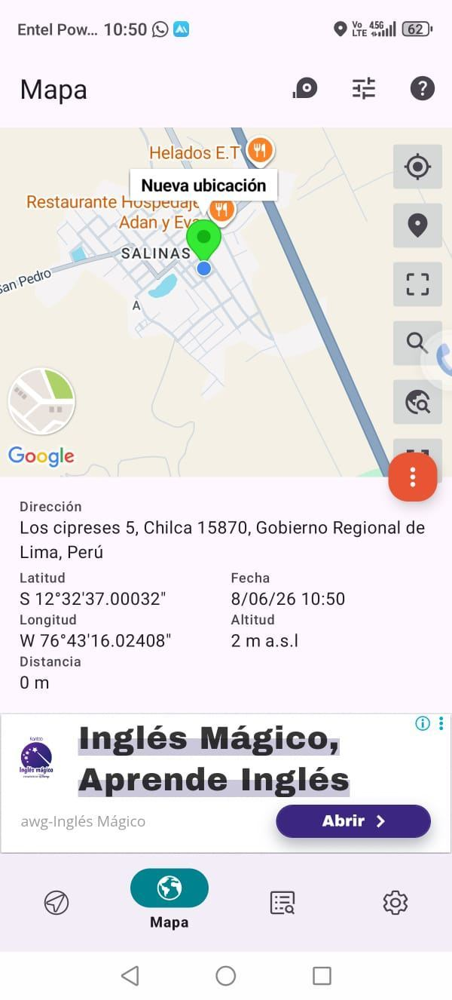 Entel Pow... 10:50
Vo LTE 4.5G 62
Mapa
Helados E.T
Nueva ubicación
Restaurante Hospedaje
Adan y Eva
SALINAS
San Pedro
A
Google
Dirección
Los cipreses 5, Chilca 15870, Gobierno Regional de
Lima, Perú
Latitud
Fecha
S 12°32'37.00032"
8/06/26 10:50
Longitud
Altitud
W 76°43'16.02408"
2 m a.s.l
Distancia
0 m
Inglés Mágico,
Aprende Inglés
Inglés mágico
awg-Inglés Mágico
Abrir
Mapa